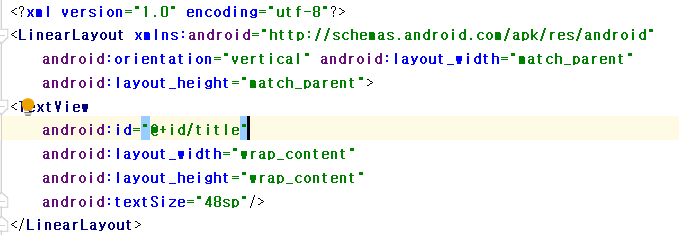 <?xml version="1.0" encoding="utf-8"?>
<LinearLayout xmlns:android="http://schemas.android.com/apk/res/android"
    android:orientation="vertical" android:layout_width="match_parent"
    android:layout_height="match_parent">
<TextView
    android:id="@+id/title"
    android:layout_width="wrap_content"
    android:layout_height="wrap_content"
    android:textSize="48sp"/>
</LinearLayout>